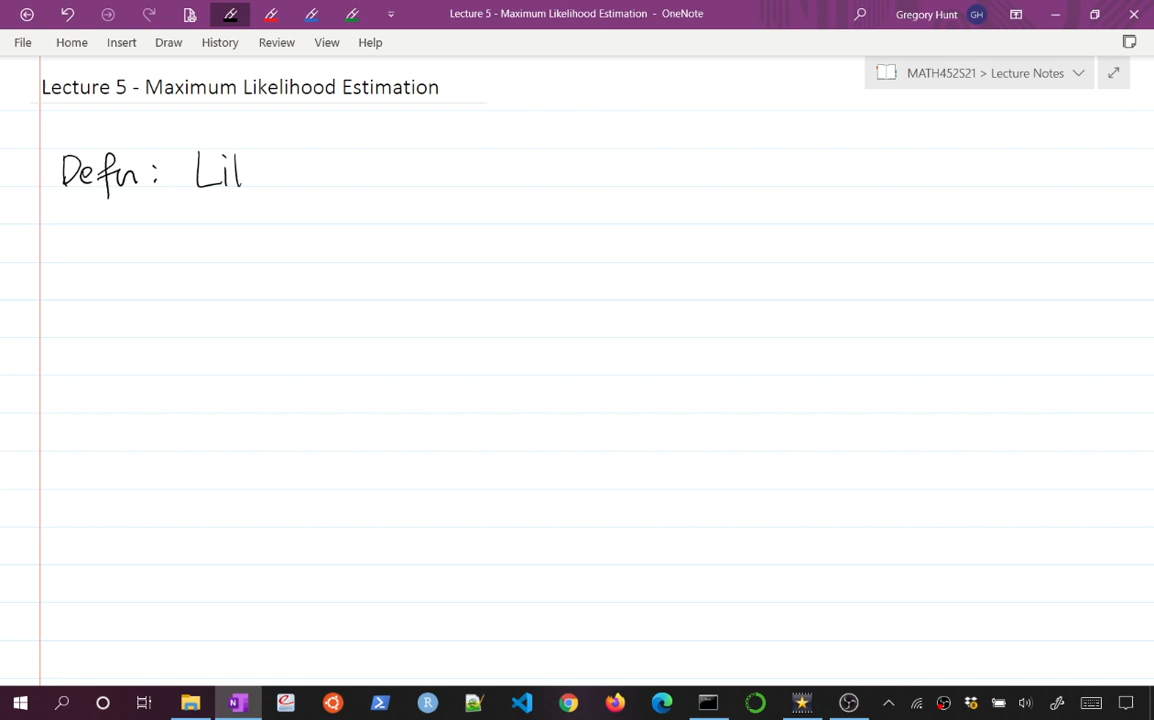 Lecture 5 - Maximum Likelihood Estimation - OneNote
Gregory Hunt GH
File Home Insert Draw History Review View Help
MATH452S21 > Lecture Notes
Lecture 5 - Maximum Likelihood Estimation
Defn: Lil